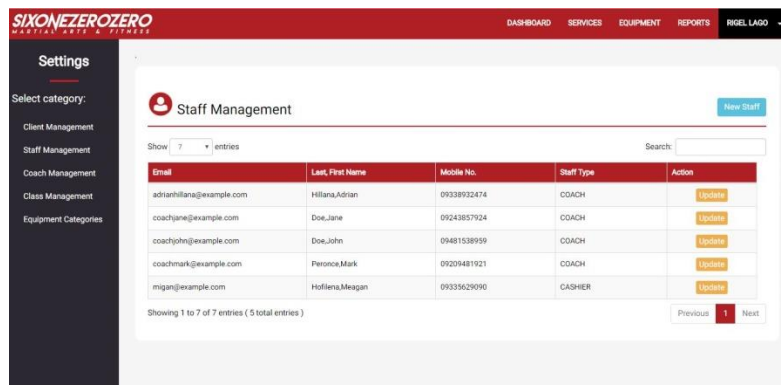 SIXONEZEROZERO
MARTIAL ARTS & FITNESS
DASHBOARD SERVICES EQUIPMENT REPORTS RIGEL LAGO
Settings
Select category:
Client Management
Staff Management
Coach Management
Class Management
Equipment Categories
Staff Management
New Staff
Show 7 entries
Search:
Email Last, First Name Mobile No. Staff Type Action
adrianhillana@example.com Hillana,Adrian 09338932474 COACH Update
coachjane@example.com Doe,Jane 09243857924 COACH Update
coachjohn@example.com Doe,John 09481538959 COACH Update
coachmark@example.com Peronce,Mark 09209481921 COACH Update
migan@example.com Hofilena,Meagan 09335629090 CASHIER Update
Showing 1 to 7 of 7 entries ( 5 total entries )
Previous 1 Next